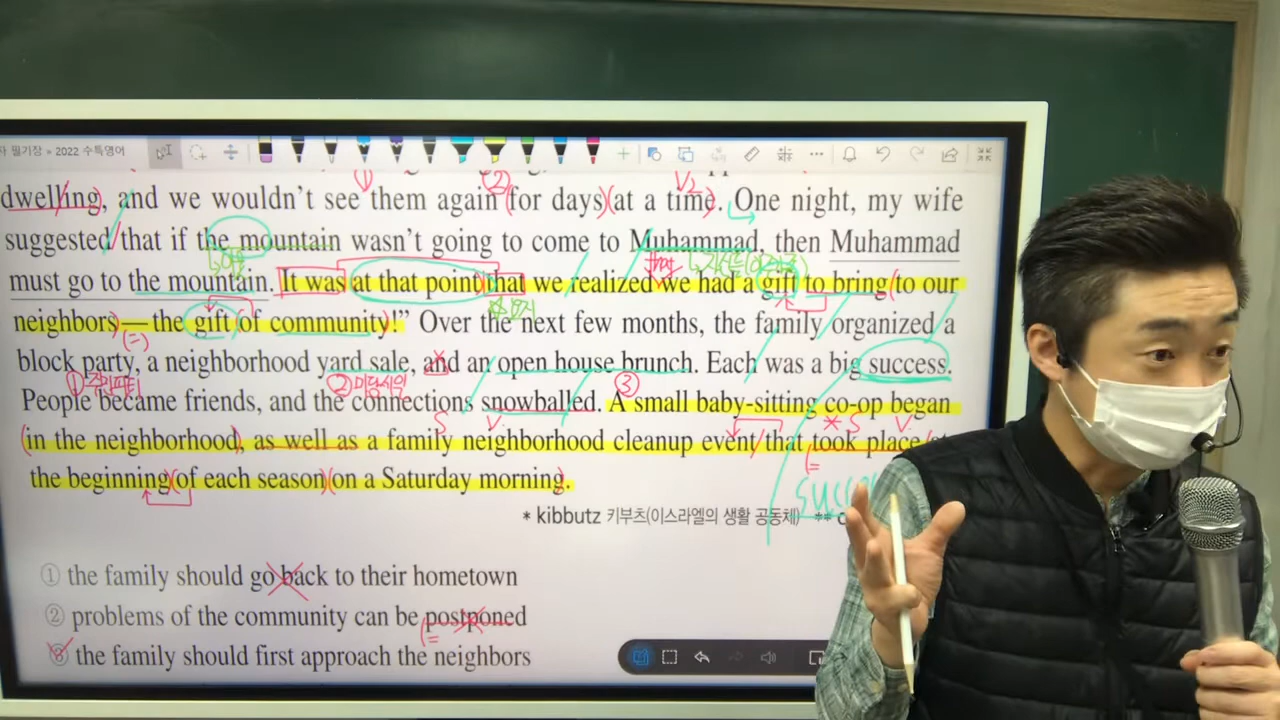 자 필기장 » 2022 수특영어
① ② V₂
dwelling, and we wouldn't see them again for days at a time. One night, my wife
suggested that if the mountain wasn't going to come to Muhammad, then Muhammad
must go to the mountain. It was at that point that we realized we had a gift to bring to our
neighbors — the gift of community!" Over the next few months, the family organized a
(=)
block party, a neighborhood yard sale, and an open house brunch. Each was a big success.
① ② ③
People became friends, and the connections snowballed. A small baby-sitting co-op began
S V * S V
in the neighborhood, as well as a family neighborhood cleanup event that took place
the beginning of each season on a Saturday morning.
* kibbutz 키부츠(이스라엘의 생활 공동체) **
① the family should go back to their hometown
② problems of the community can be postponed
③ the family should first approach the neighbors